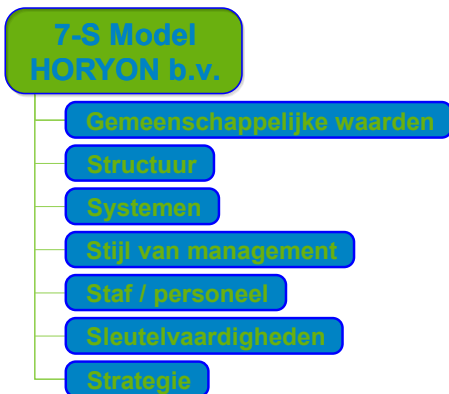 7-S Model
HORYON b.v.
Gemeenschappelijke waarden
Structuur
Systemen
Stijl van management
Staf / personeel
Sleutelvaardigheden
Strategie